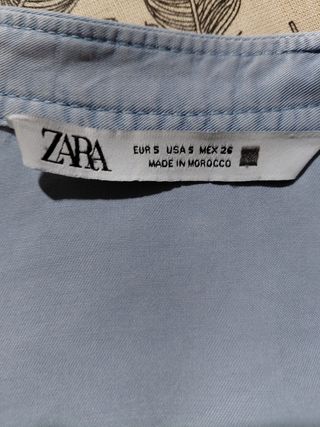 ZARA
EUR S USA S MEX 26
MADE IN MOROCCO